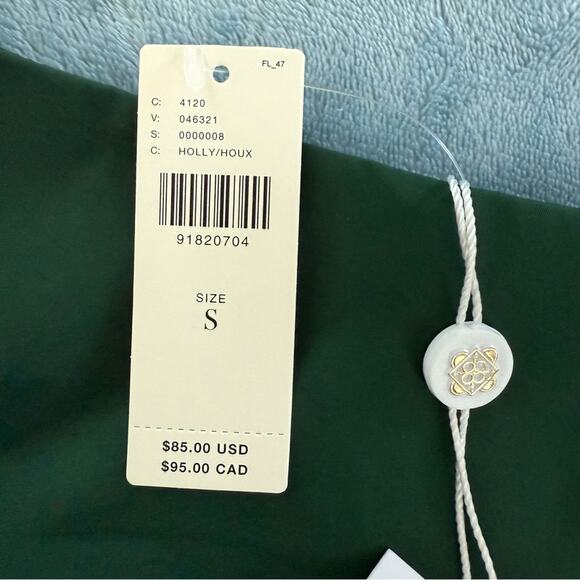 FL_47
C: 4120
V: 046321
S: 0000008
C: HOLLY/HOUX
91820704
SIZE
S
$85.00 USD
$95.00 CAD